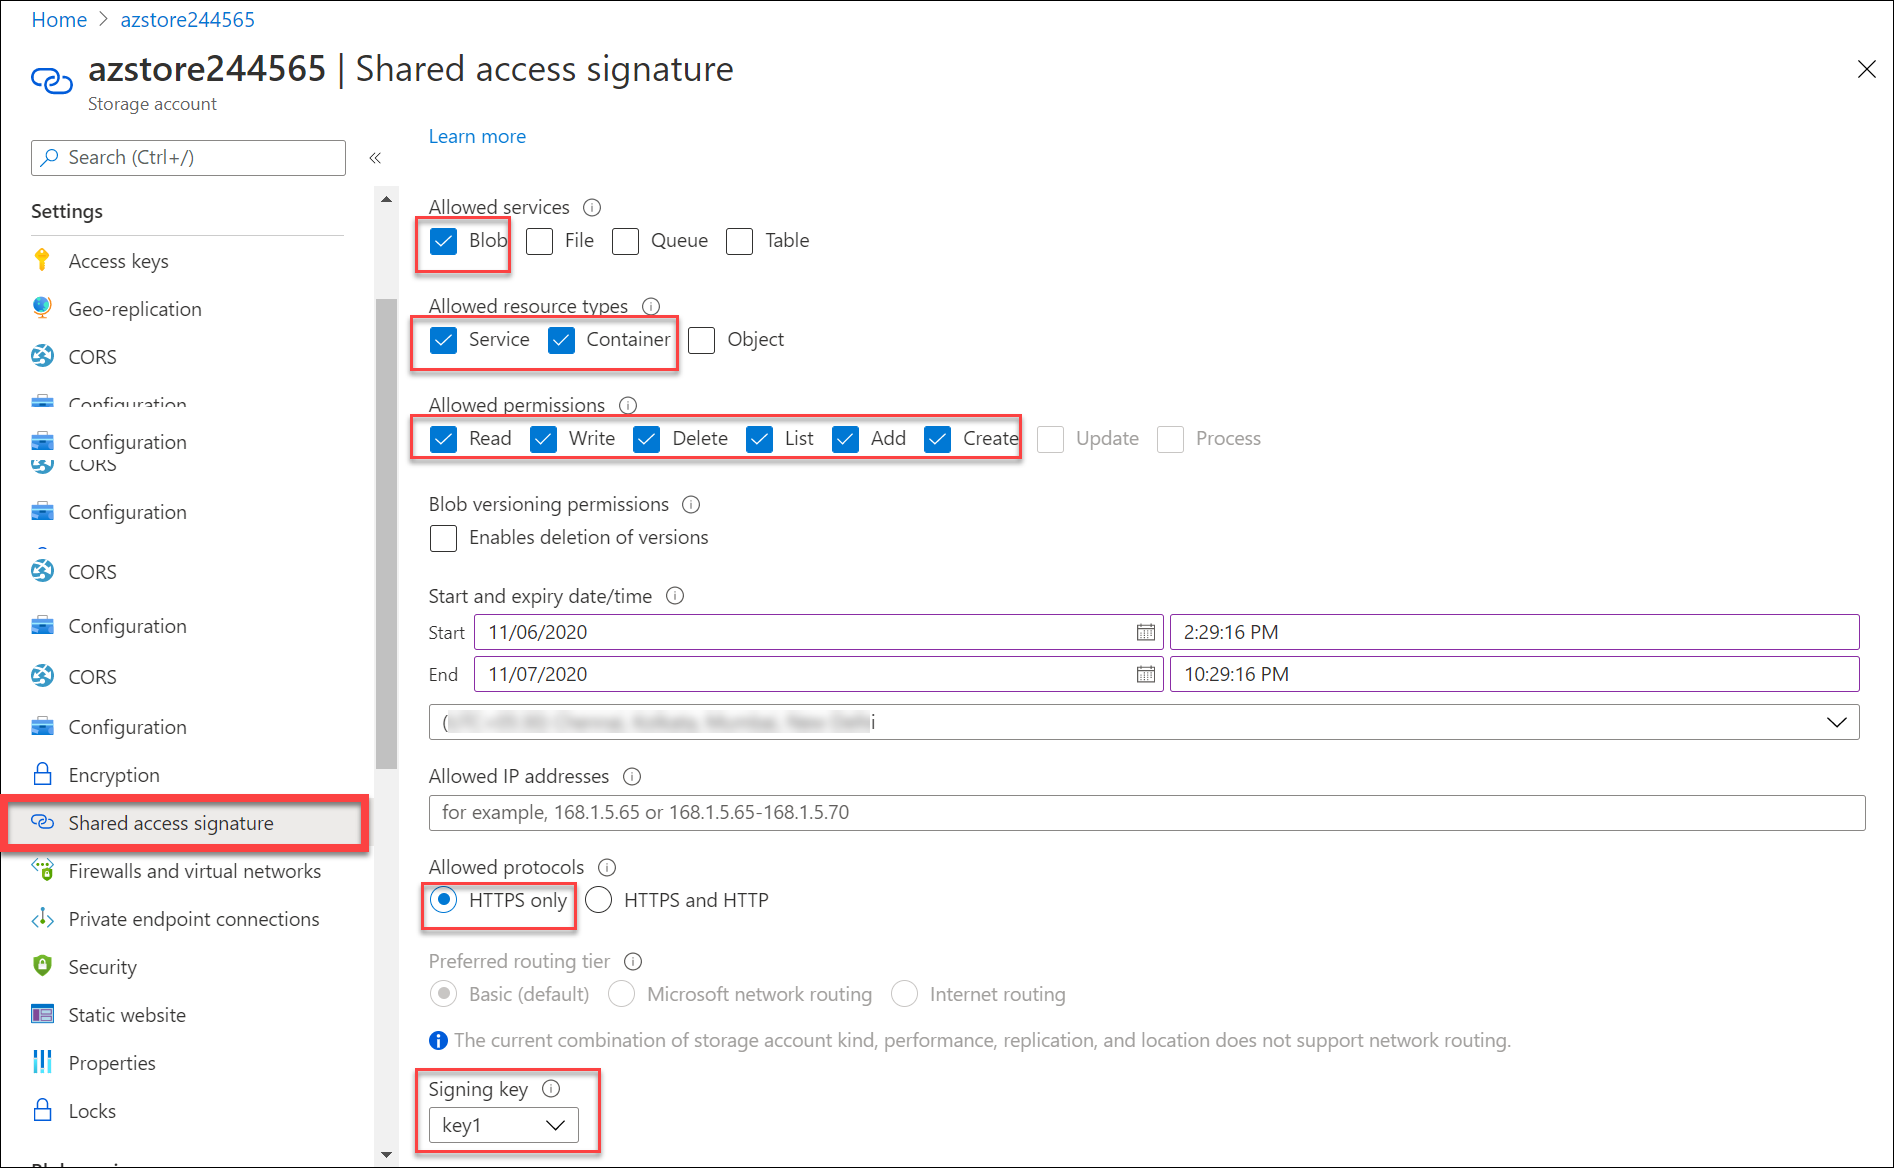 Home > azstore244565
azstore244565 | Shared access signature
Storage account
Search (Ctrl+/)
«
Settings
Access keys
Geo-replication
CORS
Configuration
Configuration
CORS
Configuration
CORS
Configuration
CORS
Configuration
Encryption
Shared access signature
Firewalls and virtual networks
Private endpoint connections
Security
Static website
Properties
Locks
Learn more
Allowed services
Blob File Queue Table
Allowed resource types
Service Container Object
Allowed permissions
Read Write Delete List Add Create Update Process
Blob versioning permissions
Enables deletion of versions
Start and expiry date/time
Start 11/06/2020 2:29:16 PM
End 11/07/2020 10:29:16 PM
Allowed IP addresses
for example, 168.1.5.65 or 168.1.5.65-168.1.5.70
Allowed protocols
HTTPS only HTTPS and HTTP
Preferred routing tier
Basic (default) Microsoft network routing Internet routing
The current combination of storage account kind, performance, replication, and location does not support network routing.
Signing key
key1